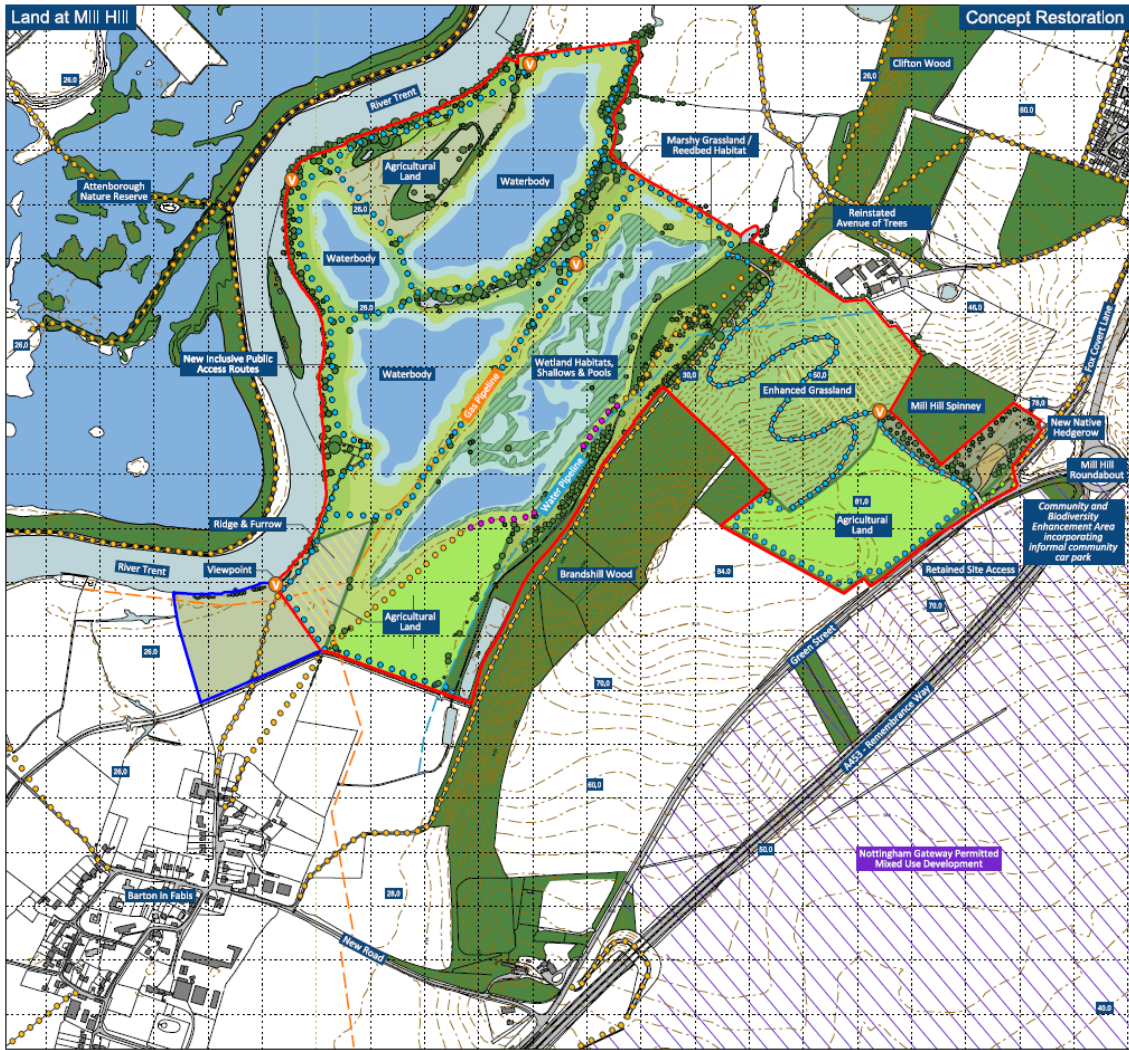 Land at Mill Hill
Concept Restoration
26.0
Clifton Wood
26.0
60.0
River Trent
Marshy Grassland /
Reedbed Habitat
Agricultural
Land
Waterbody
Attenborough
Nature Reserve
26.0
Reinstated
Avenue of Trees
Waterbody
26.0
46.0
26.0
New Inclusive Public
Access Routes
Waterbody
Wetland Habitats,
Shallows & Pools
30.0
50.0
Enhanced Grassland
Fox Covert Lane
Gas Pipeline
Mill Hill Spinney
78.0
New Native
Hedgerow
Mill Hill
Roundabout
Water Pipeline
81.0
Agricultural
Land
Community and
Biodiversity
Enhancement Area
incorporating
informal community
car park
Ridge & Furrow
River Trent
Viewpoint
Brandshill Wood
84.0
Retained Site Access
Agricultural
Land
70.0
26.0
Green Street
70.0
A453 - Remembrance Way
28.0
60.0
50.0
Nottingham Gateway Permitted
Mixed Use Development
Barton in Fabis
28.0
New Road
V
V
V
V
V